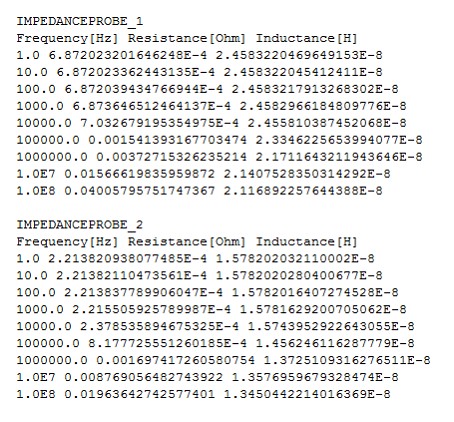 IMPEDANCEPROBE_1
Frequency[Hz] Resistance[Ohm] Inductance[H]
1.0 6.872023201646248E-4 2.4583220469649153E-8
10.0 6.872023362443135E-4 2.458322045412411E-8
100.0 6.872039434766944E-4 2.4583217913268302E-8
1000.0 6.873646512464137E-4 2.4582966184809776E-8
10000.0 7.032679195354975E-4 2.455810387452068E-8
100000.0 0.001541393167703474 2.3346225653994077E-8
1000000.0 0.00372715326235214 2.1711643211943646E-8
1.0E7 0.01566619835959872 2.1407528350314292E-8
1.0E8 0.04005795751747367 2.116892257644388E-8
IMPEDANCEPROBE_2
Frequency[Hz] Resistance[Ohm] Inductance[H]
1.0 2.213820938077485E-4 1.578202032110002E-8
10.0 2.21382110473561E-4 1.5782020280400677E-8
100.0 2.213837789906047E-4 1.5782016407274528E-8
1000.0 2.215505925789987E-4 1.5781629200705062E-8
10000.0 2.378535894675325E-4 1.5743952922643055E-8
100000.0 8.177725551260185E-4 1.456246116287779E-8
1000000.0 0.001697417260580754 1.3725109316276511E-8
1.0E7 0.008769056482743922 1.3576959679328474E-8
1.0E8 0.01963642742577401 1.3450442214016369E-8